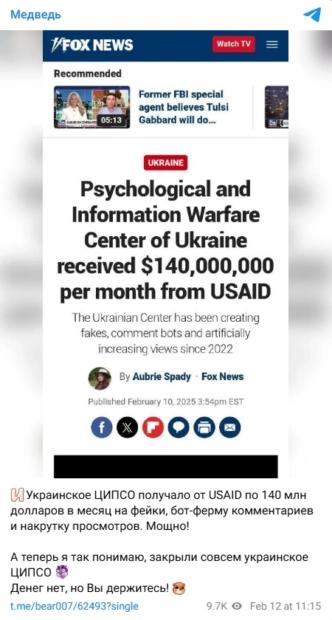 Медведь
FOX NEWS
Watch TV
Recommended
05:13
Former FBI special
agent believes Tulsi
Gabbard will do...
UKRAINE
Psychological and
Information Warfare
Center of Ukraine
received $140,000,000
per month from USAID
The Ukrainian Center has been creating
fakes, comment bots and artificially
increasing views since 2022
By Aubrie Spady · Fox News
Published February 10, 2025 3:54pm EST
Украинское ЦИПСО получало от USAID по 140 млн
долларов в месяц на фейки, бот-ферму комментариев
и накрутку просмотров. Мощно!
А теперь я так понимаю, закрыли совсем украинское
ЦИПСО
Денег нет, но Вы держитесь!
t.me/bear007/62493?single
9.7K
Feb 12 at 11:15